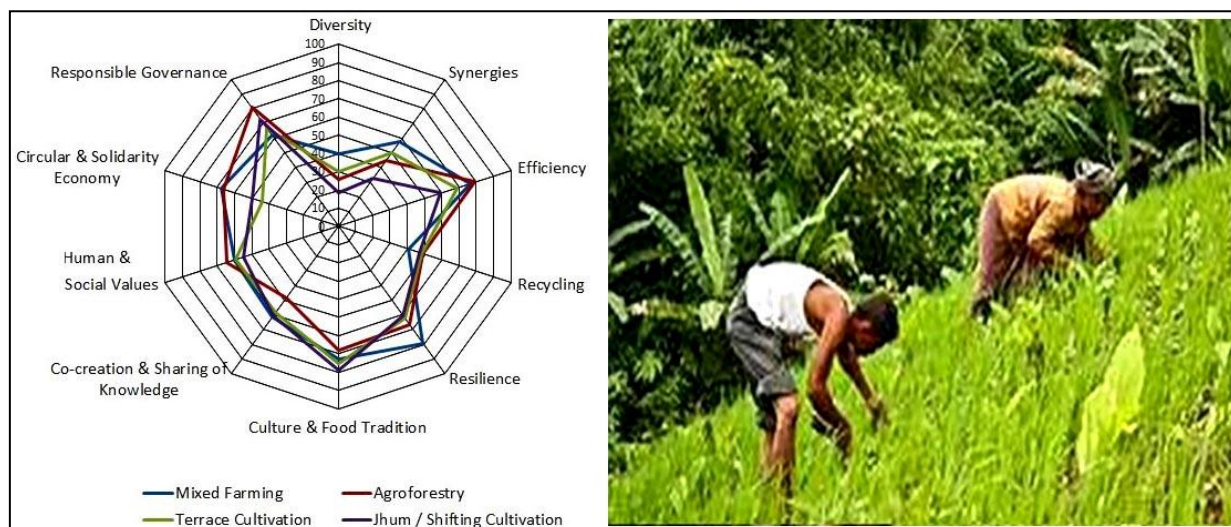 Diversity
100
90
80
70
60
50
40
30
20
10
0
Synergies
Efficiency
Recycling
Resilience
Culture & Food Tradition
Co-creation & Sharing of
Knowledge
Human &
Social Values
Circular & Solidarity
Economy
Responsible Governance
Mixed Farming
Agroforestry
Terrace Cultivation
Jhum / Shifting Cultivation